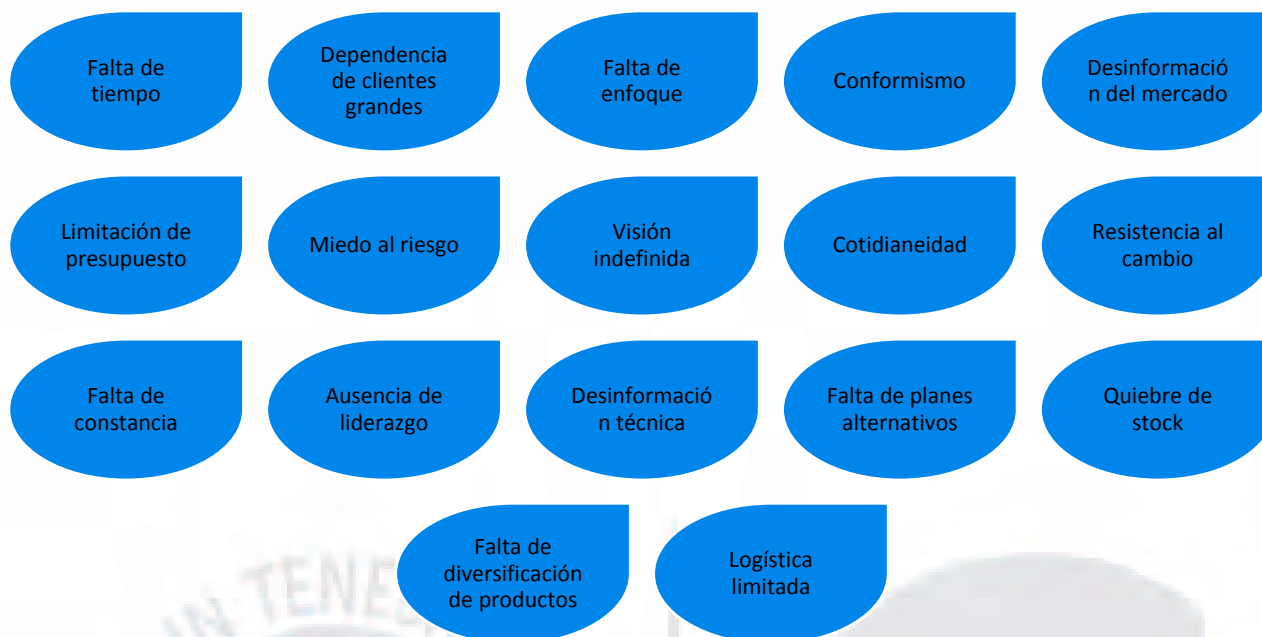 Falta de
tiempo
Dependencia
de clientes
grandes
Falta de
enfoque
Conformismo
Desinformació
n del mercado
Limitación de
presupuesto
Miedo al riesgo
Visión
indefinida
Cotidianeidad
Resistencia al
cambio
Falta de
constancia
Ausencia de
liderazgo
Desinformació
n técnica
Falta de planes
alternativos
Quiebre de
stock
Falta de
diversificación
de productos
Logística
limitada